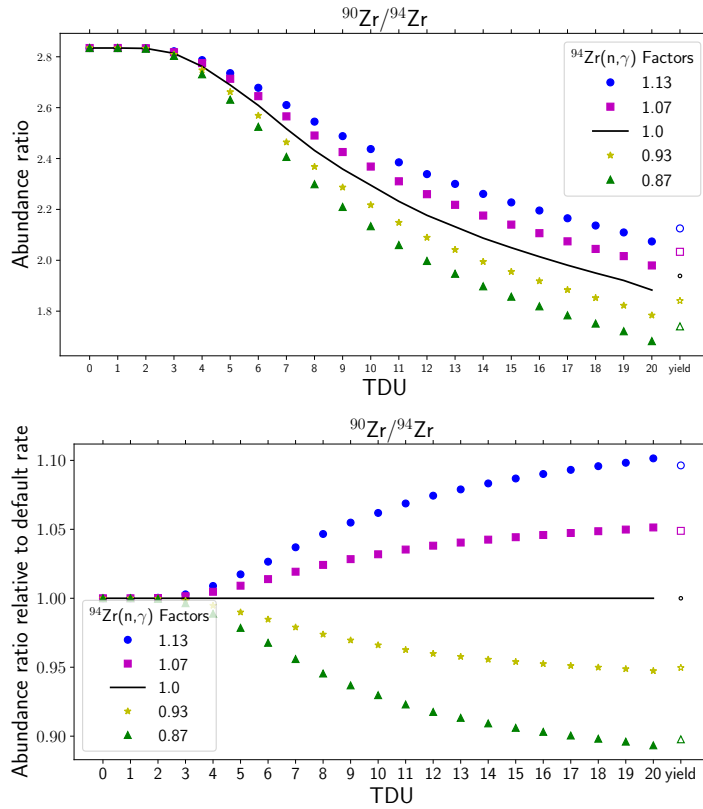 ⁹⁰Zr/⁹⁴Zr
Abundance ratio
2.8
2.6
2.4
2.2
2.0
1.8
⁹⁴Zr(n,γ) Factors
1.13
1.07
1.0
0.93
0.87
0 1 2 3 4 5 6 7 8 9 10 11 12 13 14 15 16 17 18 19 20 yield
TDU
⁹⁰Zr/⁹⁴Zr
Abundance ratio relative to default rate
1.10
1.05
1.00
0.95
0.90
⁹⁴Zr(n,γ) Factors
1.13
1.07
1.0
0.93
0.87
0 1 2 3 4 5 6 7 8 9 10 11 12 13 14 15 16 17 18 19 20 yield
TDU